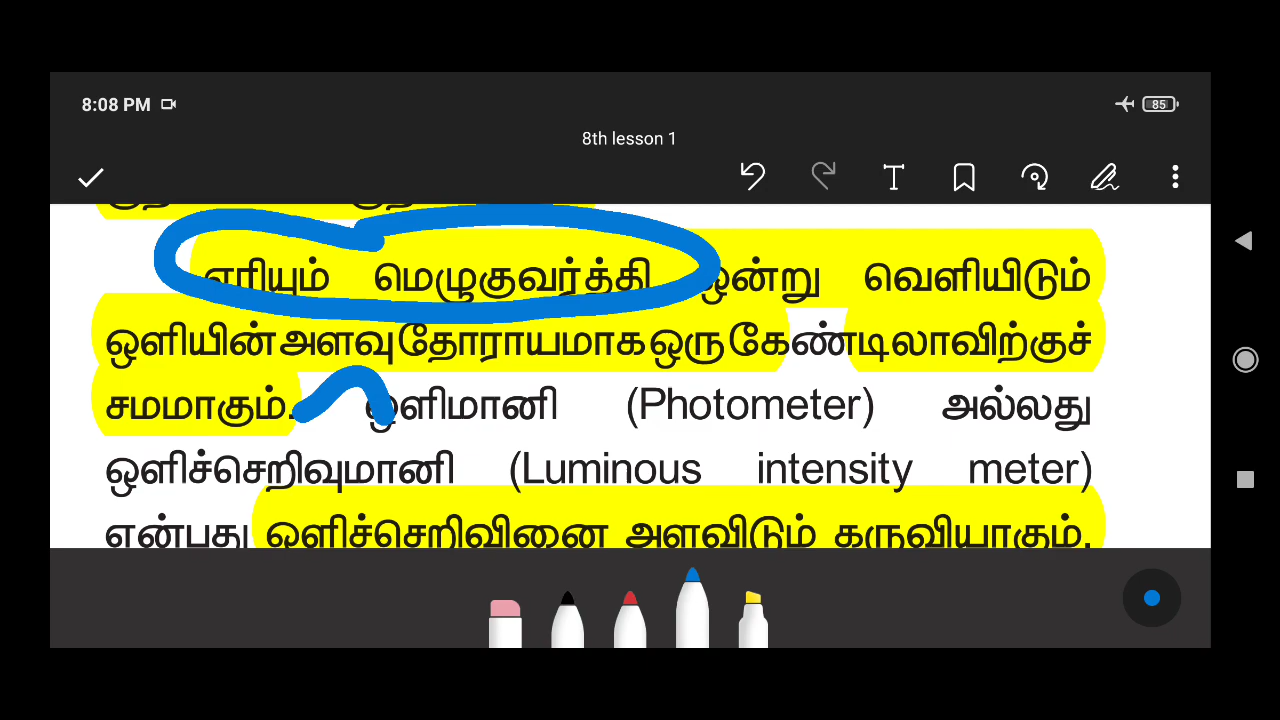 8:08 PM
85
8th lesson 1
எரியும் மெழுகுவர்த்தி ஒன்று வெளியிடும்
ஒளியின் அளவு தோராயமாக ஒரு கேண்டிலாவிற்குச்
சமமாகும். ஒளிமானி (Photometer) அல்லது
ஒளிச்செறிவுமானி (Luminous intensity meter)
என்பது ஒளிச்செறிவினை அளவிடும் கருவியாகும்.